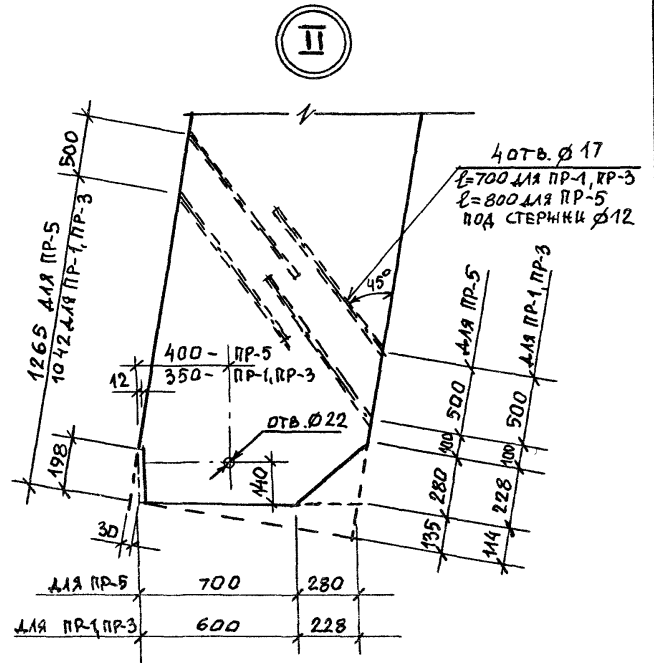 II
4 отв. ø 17
ℓ=700 для ПР-1, ПР-3
ℓ=800 для ПР-5
под стержни ø12
45°
500
1265 для ПР-5
1042 для ПР-1, ПР-3
198
12
400- ПР-5
350- ПР-1, ПР-3
отв. ø22
140
30
для ПР-5
500
100
280
135
для ПР-1, ПР-3
500
100
228
114
для ПР-5 700 280
для ПР-1, ПР-3 600 228